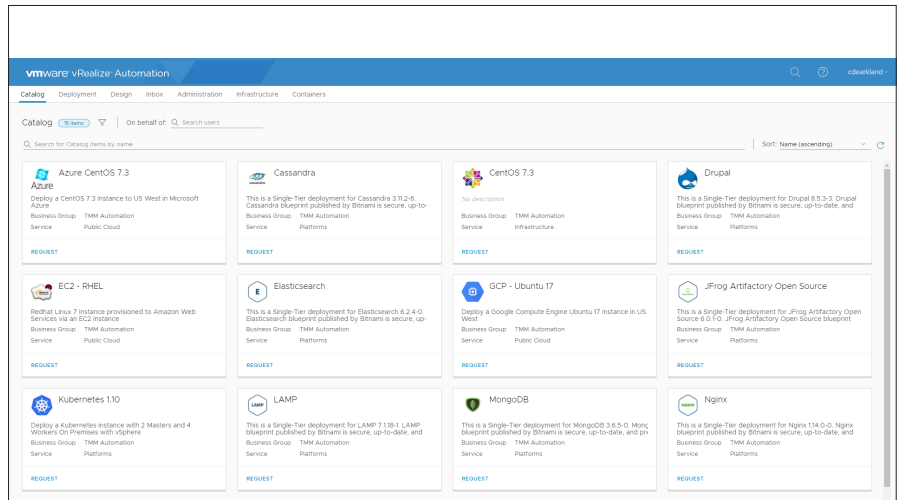 vmware vRealize Automation
cdearkland
Catalog Deployment Design Inbox Administration Infrastructure Containers
Catalog 15 items On behalf of: Search users
Search for Catalog items by name Sort: Name (ascending)
Azure CentOS 7.3
Azure
Deploy a CentOS 7.3 Instance to US West in Microsoft
Azure
Business Group TMM Automation
Service Public Cloud
REQUEST
Cassandra
cassandra
This is a Single-Tier deployment for Cassandra 3.11.2-6.
Cassandra blueprint published by Bitnami is secure, up-to-
Business Group TMM Automation
Service Platforms
REQUEST
CentOS 7.3
No description
Business Group TMM Automation
Service Infrastructure
REQUEST
Drupal
This is a Single-Tier deployment for Drupal 8.5.3-3. Drupal
blueprint published by Bitnami is secure, up-to-date, and
Business Group TMM Automation
Service Platforms
REQUEST
EC2 - RHEL
Redhat Linux 7 Instance provisioned to Amazon Web
Services via an EC2 Instance
Business Group TMM Automation
Service Public Cloud
REQUEST
Elasticsearch
E
This is a Single-Tier deployment for Elasticsearch 6.2.4-0.
Elasticsearch blueprint published by Bitnami is secure, up-
Business Group TMM Automation
Service Platforms
REQUEST
GCP - Ubuntu 17
Deploy a Google Compute Engine Ubuntu 17 Instance in US
West
Business Group TMM Automation
Service Public Cloud
REQUEST
JFrog Artifactory Open Source
This is a Single-Tier deployment for JFrog Artifactory Open
Source 6.0.1-0. JFrog Artifactory Open Source blueprint
Business Group TMM Automation
Service Platforms
REQUEST
Kubernetes 1.10
Deploy a Kubernetes instance with 2 Masters and 4
Workers On Premises with vSphere
Business Group TMM Automation
Service Platforms
REQUEST
LAMP
LAMP
This is a Single-Tier deployment for LAMP 7.1.18-1. LAMP
blueprint published by Bitnami is secure, up-to-date, and
Business Group TMM Automation
Service Platforms
REQUEST
MongoDB
This is a Single-Tier deployment for MongoDB 3.6.5-0. Mong
blueprint published by Bitnami is secure, up-to-date, and pre
Business Group TMM Automation
Service Platforms
REQUEST
Nginx
NGINX
This is a Single-Tier deployment for Nginx 1.14.0-0. Nginx
blueprint published by Bitnami is secure, up-to-date, and
Business Group TMM Automation
Service Platforms
REQUEST